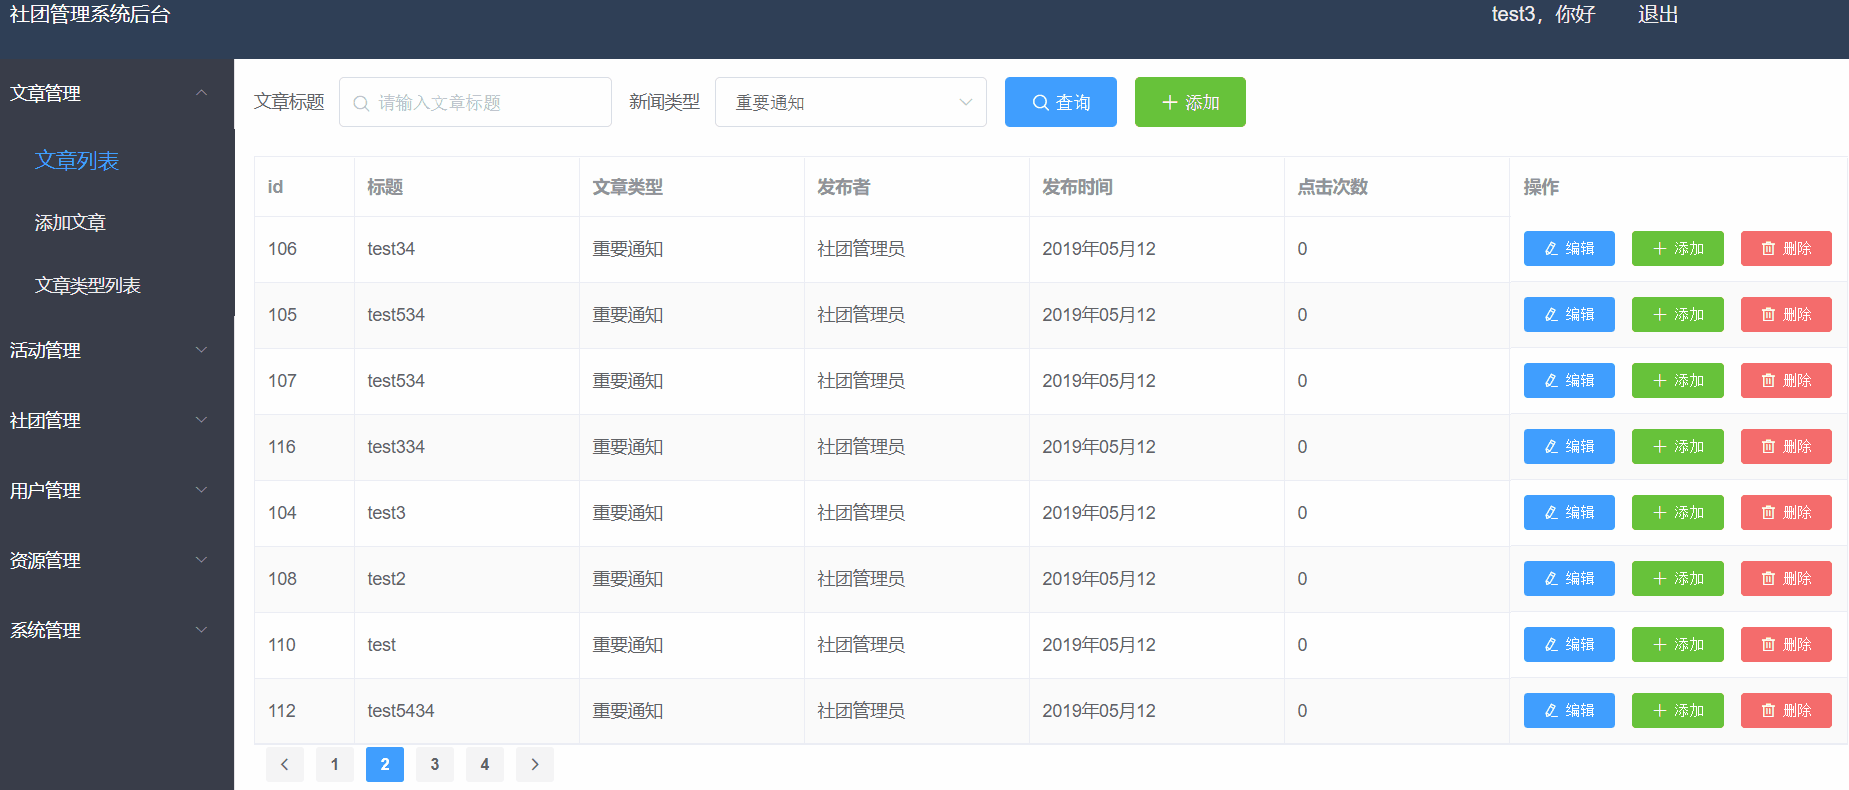 社团管理系统后台 test3，你好 退出
文章管理
文章列表
添加文章
文章类型列表
活动管理
社团管理
用户管理
资源管理
系统管理
文章标题 请输入文章标题 新闻类型 重要通知 查询 添加
id 标题 文章类型 发布者 发布时间 点击次数 操作
106 test34 重要通知 社团管理员 2019年05月12 0 编辑 添加 删除
105 test534 重要通知 社团管理员 2019年05月12 0 编辑 添加 删除
107 test534 重要通知 社团管理员 2019年05月12 0 编辑 添加 删除
116 test334 重要通知 社团管理员 2019年05月12 0 编辑 添加 删除
104 test3 重要通知 社团管理员 2019年05月12 0 编辑 添加 删除
108 test2 重要通知 社团管理员 2019年05月12 0 编辑 添加 删除
110 test 重要通知 社团管理员 2019年05月12 0 编辑 添加 删除
112 test5434 重要通知 社团管理员 2019年05月12 0 编辑 添加 删除
1 2 3 4